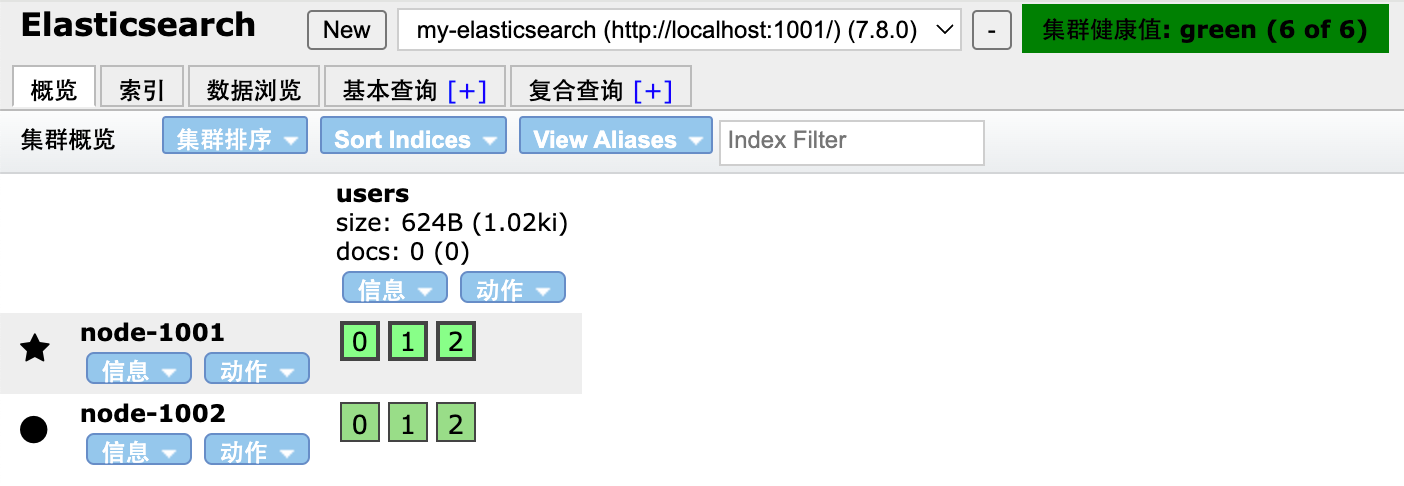 Elasticsearch New my-elasticsearch (http://localhost:1001/) (7.8.0) - 集群健康值: green (6 of 6)
概览 索引 数据浏览 基本查询 [+] 复合查询 [+]
集群概览 集群排序 Sort Indices View Aliases Index Filter
users
size: 624B (1.02ki)
docs: 0 (0)
信息 动作
node-1001 0 1 2
信息 动作
node-1002 0 1 2
信息 动作